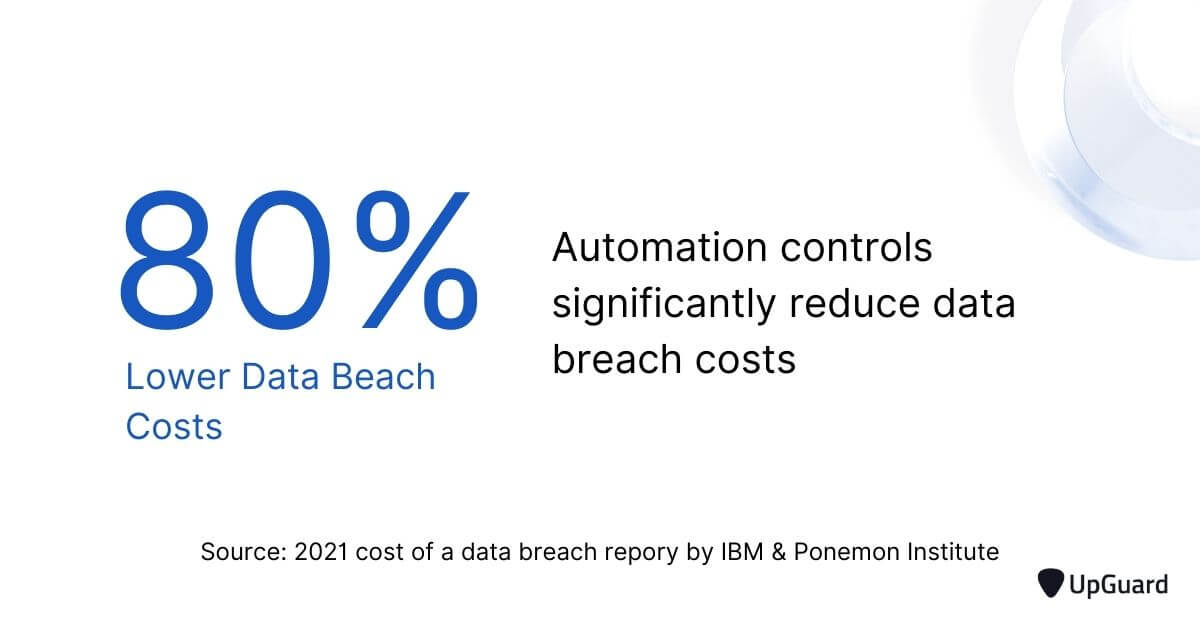 80%
Lower Data Beach
Costs
Automation controls
significantly reduce data
breach costs
Source: 2021 cost of a data breach repory by IBM & Ponemon Institute
UpGuard